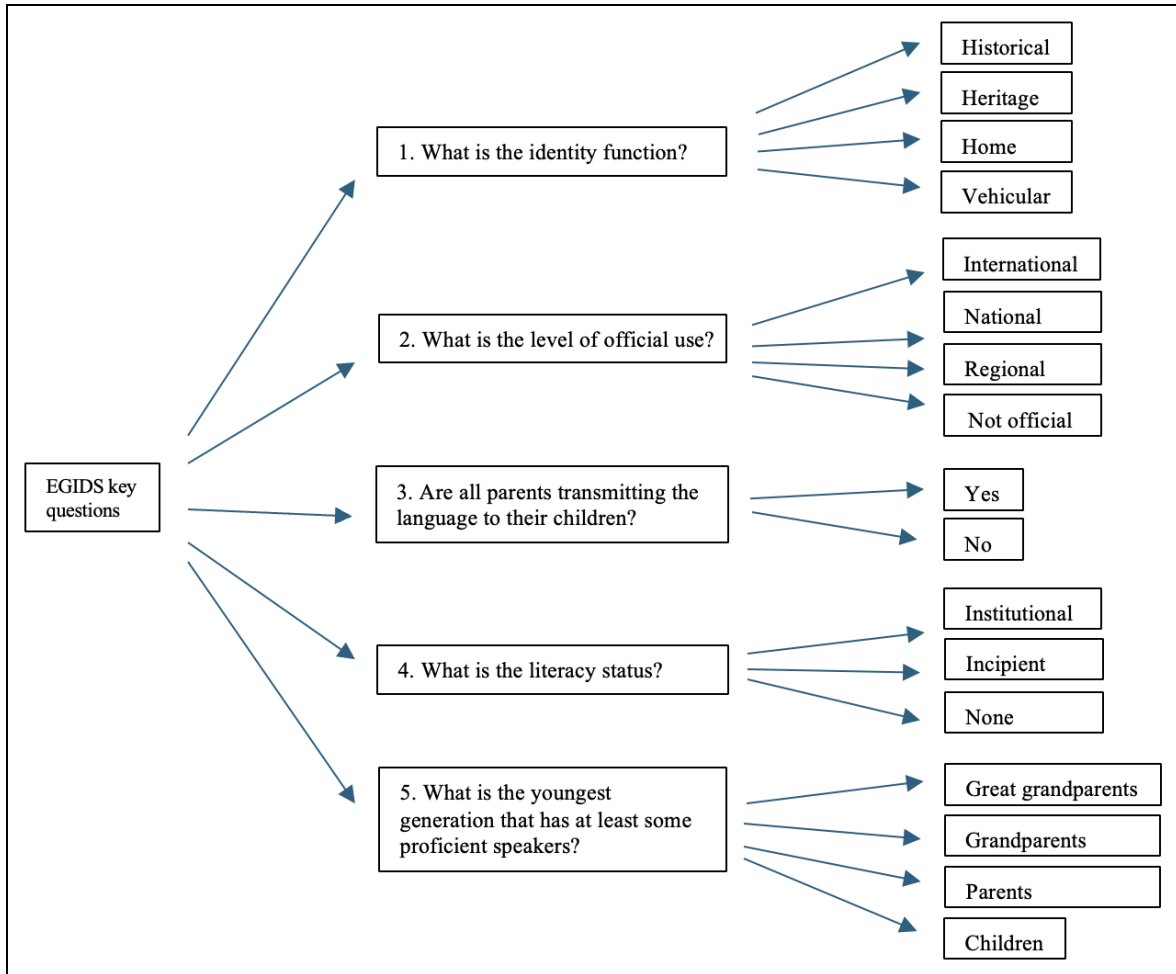 EGIDS key
questions
1. What is the identity function?
Historical
Heritage
Home
Vehicular
2. What is the level of official use?
International
National
Regional
Not official
3. Are all parents transmitting the
language to their children?
Yes
No
4. What is the literacy status?
Institutional
Incipient
None
5. What is the youngest
generation that has at least some
proficient speakers?
Great grandparents
Grandparents
Parents
Children